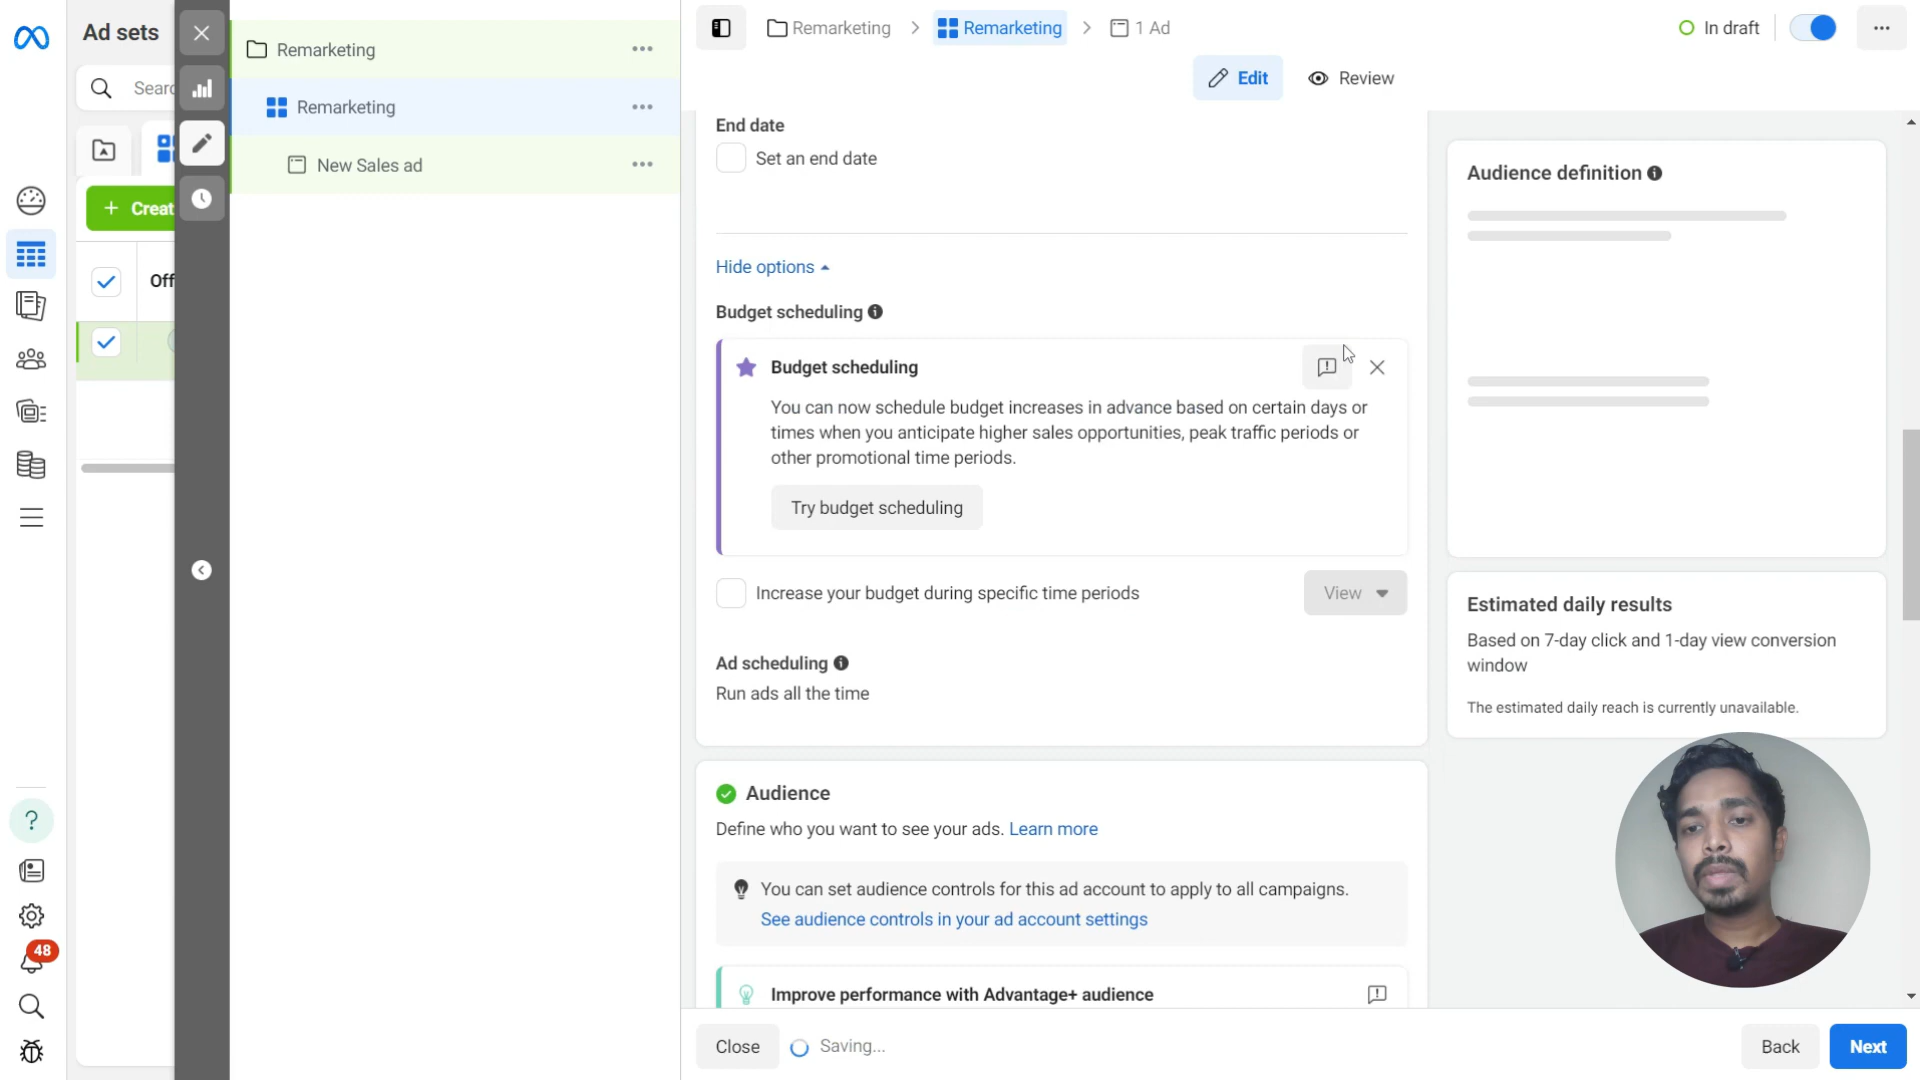 Ad sets
Searc
Creat
Off
48
Remarketing
Remarketing
New Sales ad
Remarketing
Remarketing
1 Ad
In draft
Edit
Review
End date
Set an end date
Hide options
Budget scheduling
Budget scheduling
You can now schedule budget increases in advance based on certain days or
times when you anticipate higher sales opportunities, peak traffic periods or
other promotional time periods.
Try budget scheduling
Increase your budget during specific time periods
View
Ad scheduling
Run ads all the time
Audience
Define who you want to see your ads. Learn more
You can set audience controls for this ad account to apply to all campaigns.
See audience controls in your ad account settings
Improve performance with Advantage+ audience
Close
Saving...
Back
Next
Audience definition
Estimated daily results
Based on 7-day click and 1-day view conversion
window
The estimated daily reach is currently unavailable.